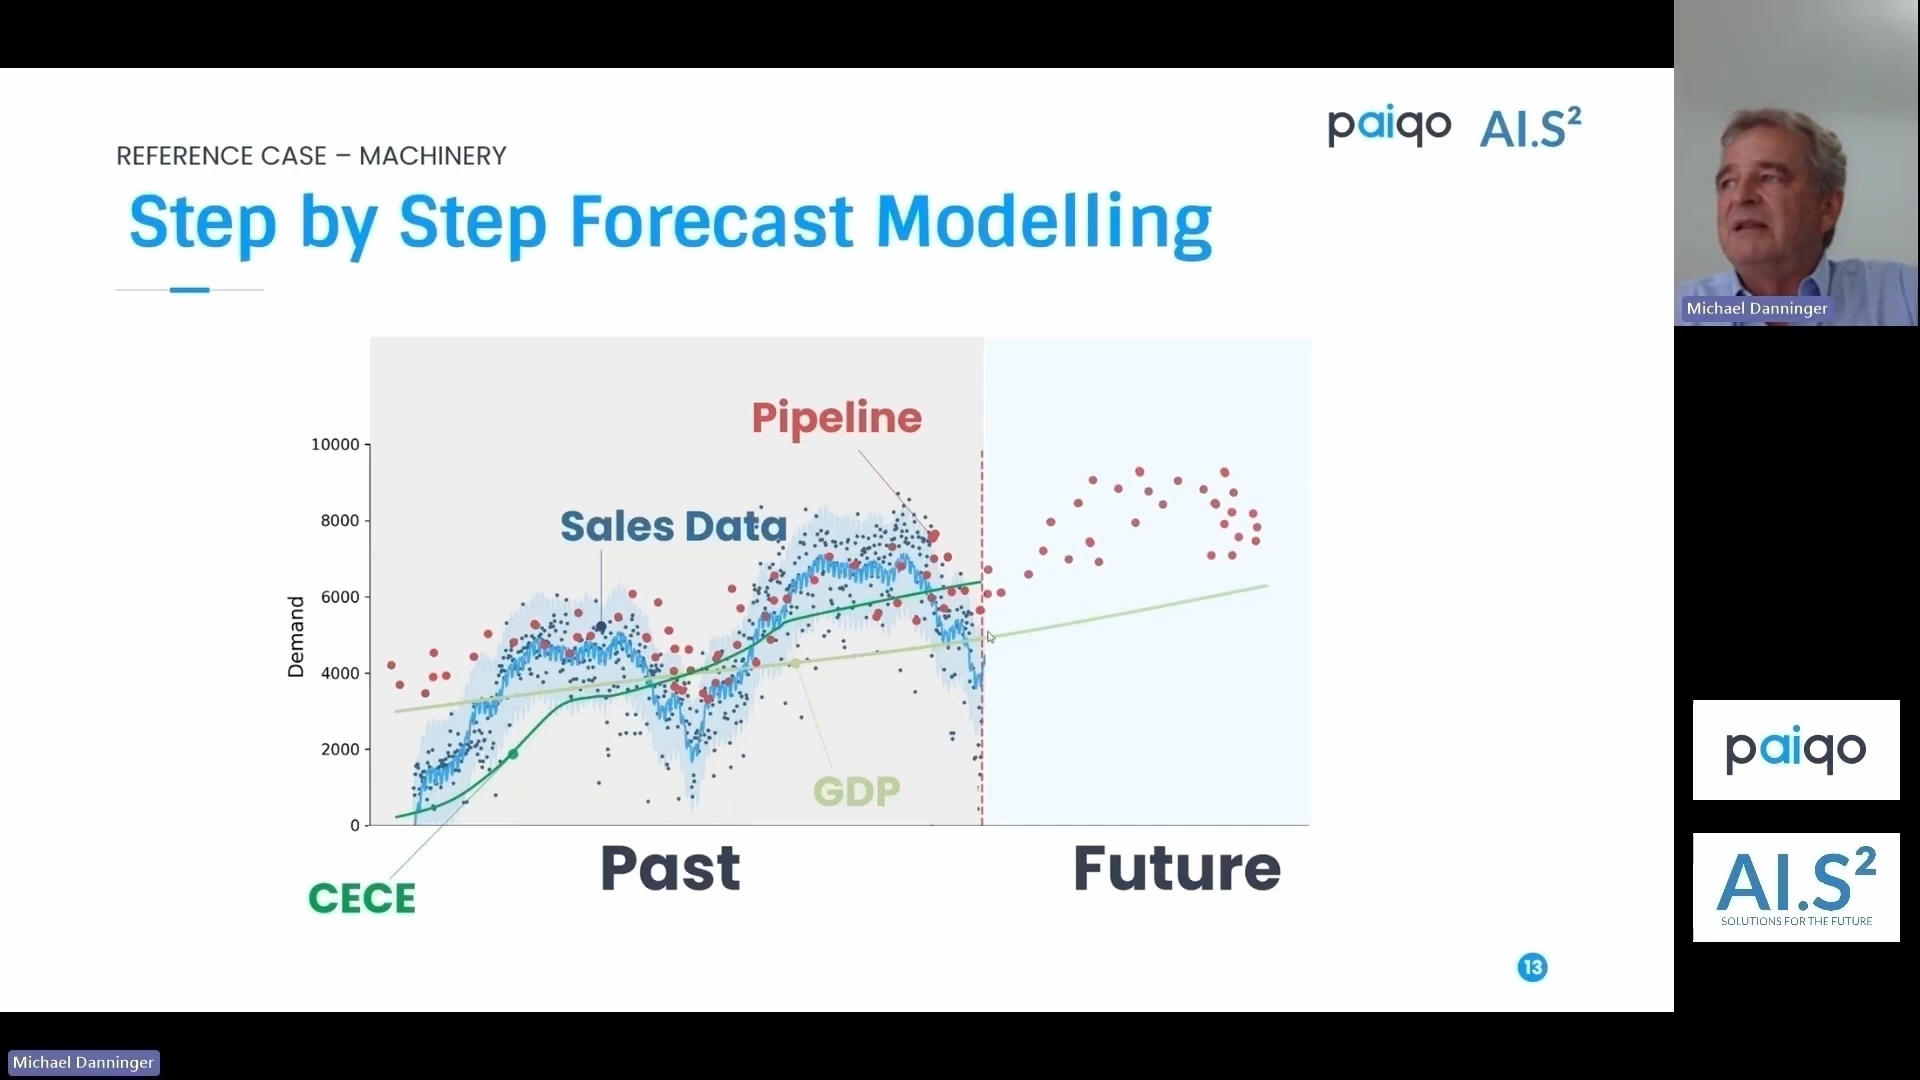 paiqo AI.S²
REFERENCE CASE – MACHINERY
Step by Step Forecast Modelling
Michael Danninger
Pipeline
10000
Sales Data
8000
6000
Demand
4000
2000
GDP
0
Past
Future
CECE
paiqo
AI.S²
SOLUTIONS FOR THE FUTURE
13
Michael Danninger